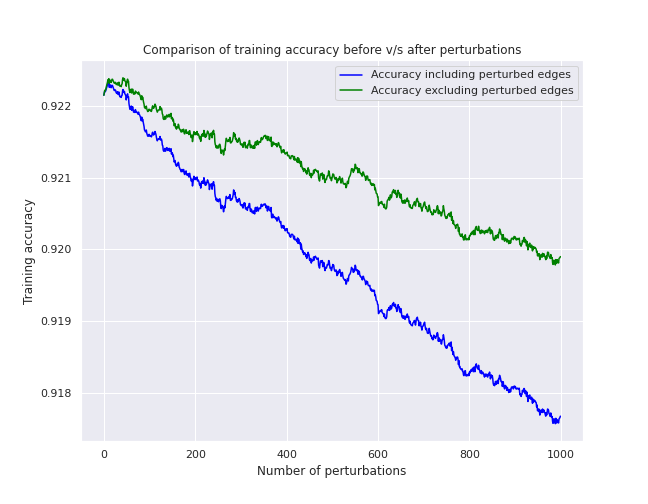 Comparison of training accuracy before v/s after perturbations
Accuracy including perturbed edges
Accuracy excluding perturbed edges
0.922
0.921
0.920
0.919
0.918
Training accuracy
0 200 400 600 800 1000
Number of perturbations